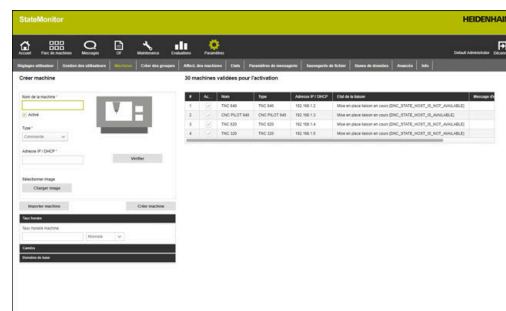 StateMonitor
HEIDENHAIN
Accueil
Parc de machines
Messages
OF
Maintenance
Evaluations
Paramètres
Default Administrator
Réglages utilisateur
Gestion des utilisateurs
Machines
Créer des groupes
Affect. des machines
Etats
Paramètres de messagerie
Sauvegarde de fichier
Bases de données
Avancés
Info
Créer machine
Nom de la machine *
Activé
Type *
Commande
Adresse IP / DHCP *
Vérifier
Sélectionner image
Charger image
Importer machine
Créer machine
Taux horaire
Taux horaire machine
Caméra
Données de base
30 machines validées pour l'activation
# Ac... Nom Type Adresse IP / DHCP Etat de la liaison Message d'e
1 TNC 640 TNC 640 192.168.1.2 Mise en place liaison en cours (DNC_STATE_HOST_IS_NOT_AVAILABLE)
2 CNC PILOT 640 CNC PILOT 640 192.168.1.3 Mise en place liaison en cours (DNC_STATE_HOST_IS_NOT_AVAILABLE)
3 TNC 620 TNC 620 192.168.1.4 Mise en place liaison en cours (DNC_STATE_HOST_IS_NOT_AVAILABLE)
4 TNC 320 TNC 320 192.168.1.5 Mise en place liaison en cours (DNC_STATE_HOST_IS_NOT_AVAILABLE)